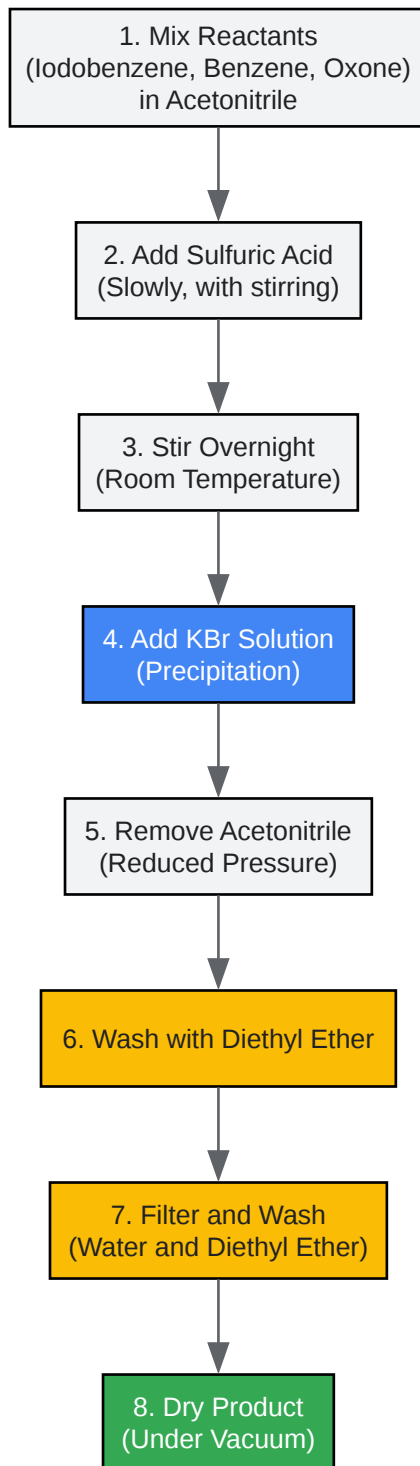 1. Mix Reactants
(Iodobenzene, Benzene, Oxone)
in Acetonitrile
2. Add Sulfuric Acid
(Slowly, with stirring)
3. Stir Overnight
(Room Temperature)
4. Add KBr Solution
(Precipitation)
5. Remove Acetonitrile
(Reduced Pressure)
6. Wash with Diethyl Ether
7. Filter and Wash
(Water and Diethyl Ether)
8. Dry Product
(Under Vacuum)